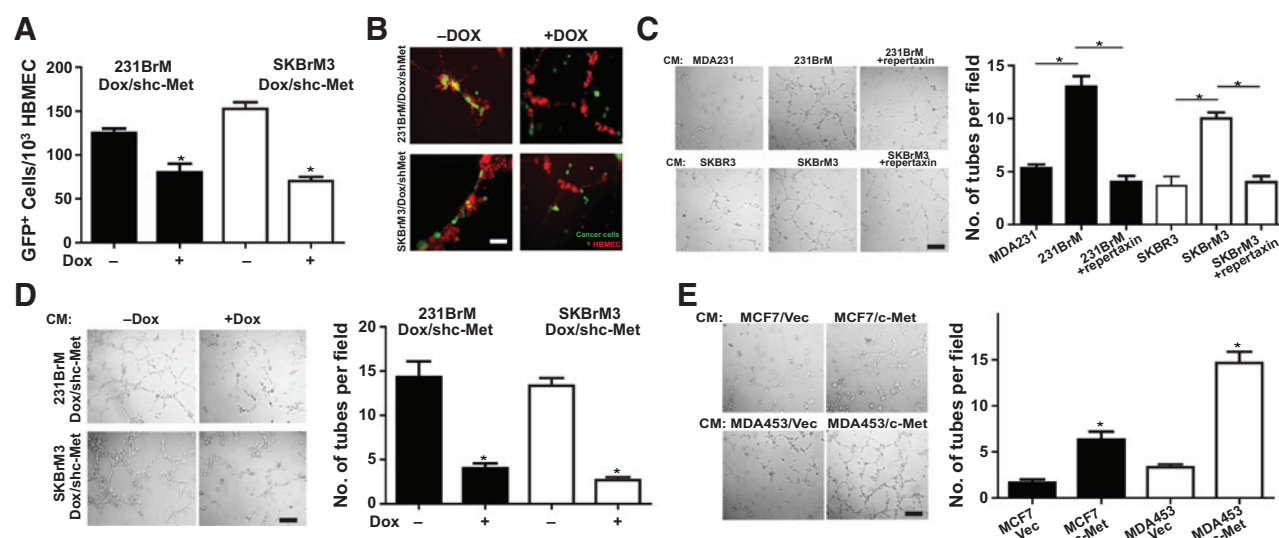 A
GFP+ Cells/10³ HBMEC
200
150
100
50
0
231BrM
Dox/shc-Met
SKBrM3
Dox/shc-Met
*
*
Dox – + – +
B
–DOX +DOX
231BrM/Dox/shMet
SKBrM3/Dox/shMet
Cancer cells
HBMEC
C
CM: MDA231 231BrM 231BrM
+repertaxin
CM: SKBR3 SKBrM3 SKBrM3
+repertaxin
No. of tubes per field
15
10
5
0
* * * *
MDA231
231BrM
231BrM
+repertaxin
SKBR3
SKBrM3
SKBrM3
+repertaxin
D
CM: –Dox +Dox
231BrM
Dox/shc-Met
SKBrM3
Dox/shc-Met
No. of tubes per field
20
15
10
5
0
231BrM
Dox/shc-Met
SKBrM3
Dox/shc-Met
*
*
Dox – + – +
E
CM: MCF7/Vec MCF7/c-Met
CM: MDA453/Vec MDA453/c-Met
No. of tubes per field
15
10
5
0
*
*
MCF7
Vec
MCF7
c-Met
MDA453
Vec
MDA453
c-Met